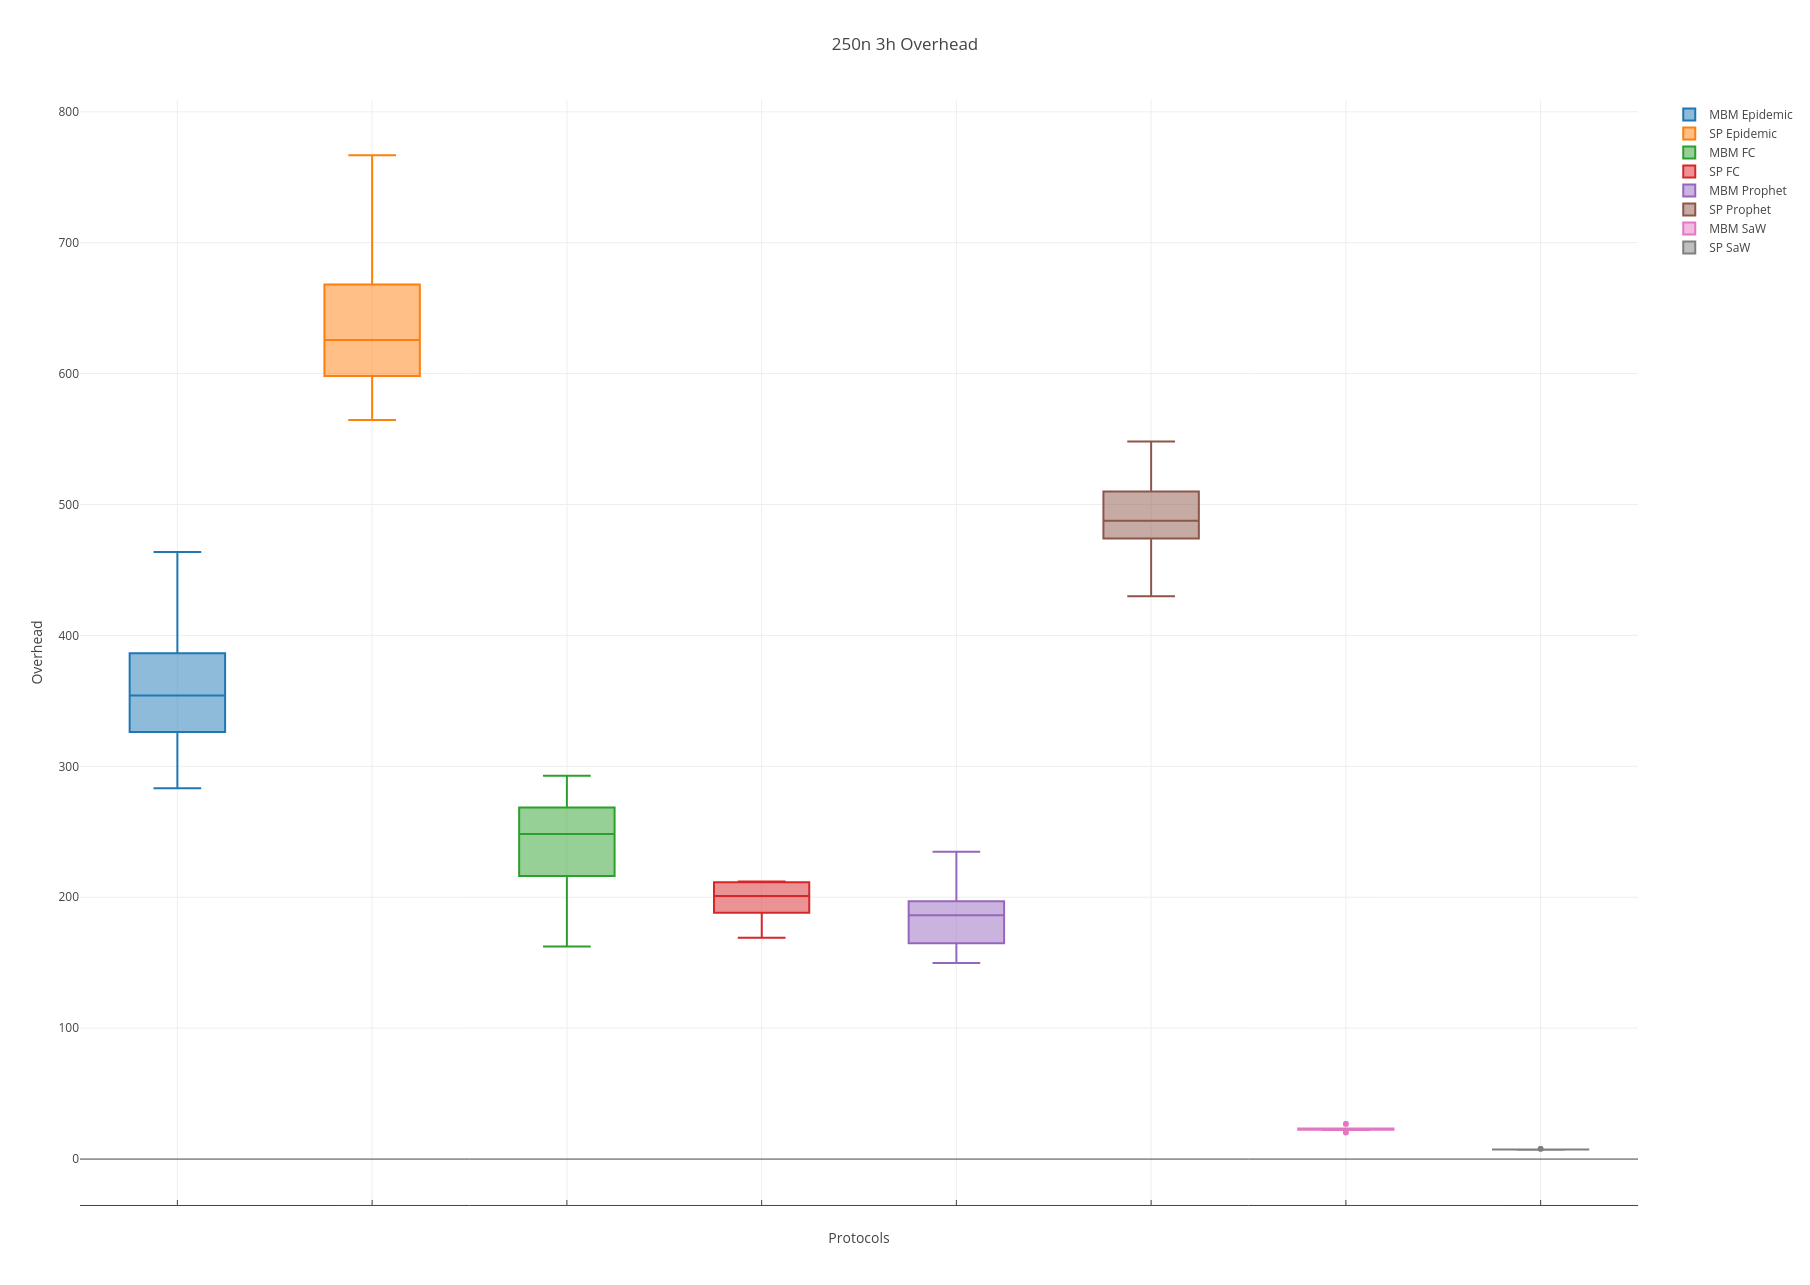 250n 3h Overhead
800
700
600
500
400
300
200
100
0
Overhead
Protocols
MBM Epidemic
SP Epidemic
MBM FC
SP FC
MBM Prophet
SP Prophet
MBM SaW
SP SaW